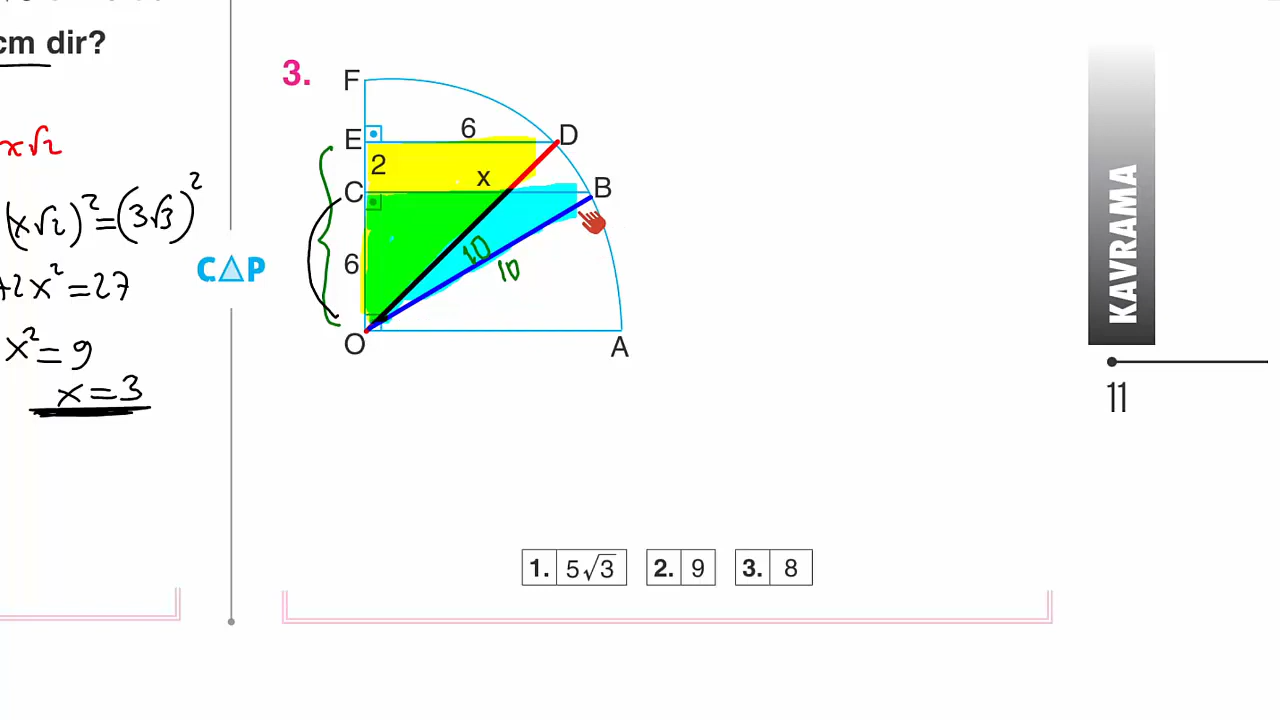 cm dir?
x√2
(x√2)²=(3√3)²
+2x²=27
x²=9
x=3
C△P
3.
F
E
6
D
2
C
x
B
6
10
10
O
A
KAVRAMA
11
1. 5√3 2. 9 3. 8